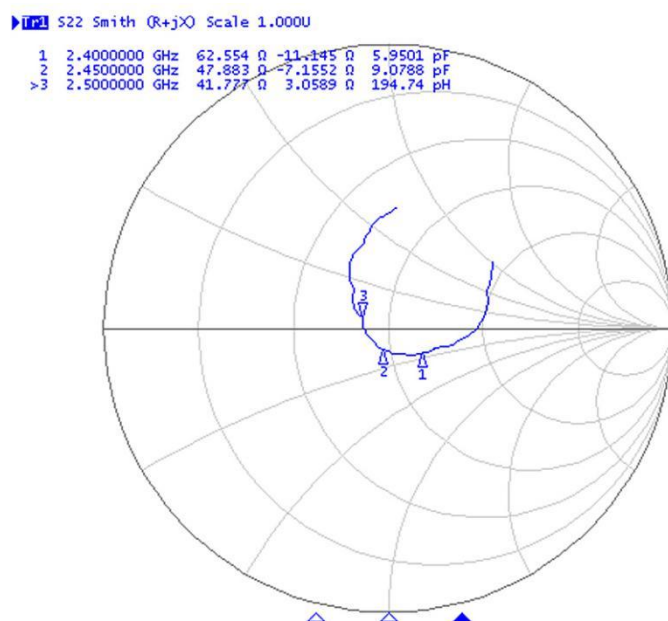 Tr1 S22 Smith (R+jX) Scale 1.000U
1 2.4000000 GHz 62.554 Ω -11.145 Ω 5.9501 pF
2 2.4500000 GHz 47.883 Ω -7.1552 Ω 9.0788 pF
>3 2.5000000 GHz 41.777 Ω 3.0589 Ω 194.74 pH
3
2
1